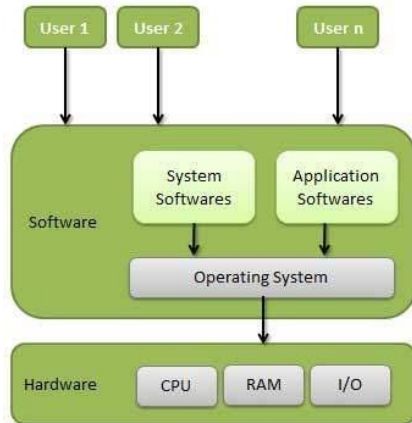 User 1 User 2 User n
System Softwares
Application Softwares
Software
Operating System
Hardware CPU RAM I/O